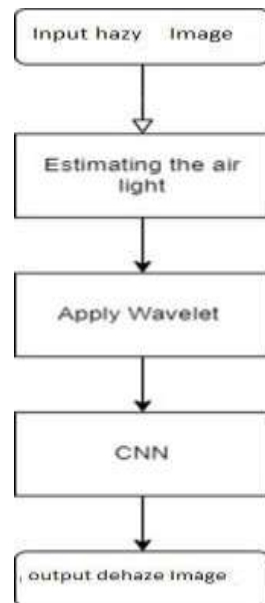 Input hazy Image
Estimating the air
light
Apply Wavelet
CNN
output dehaze Image